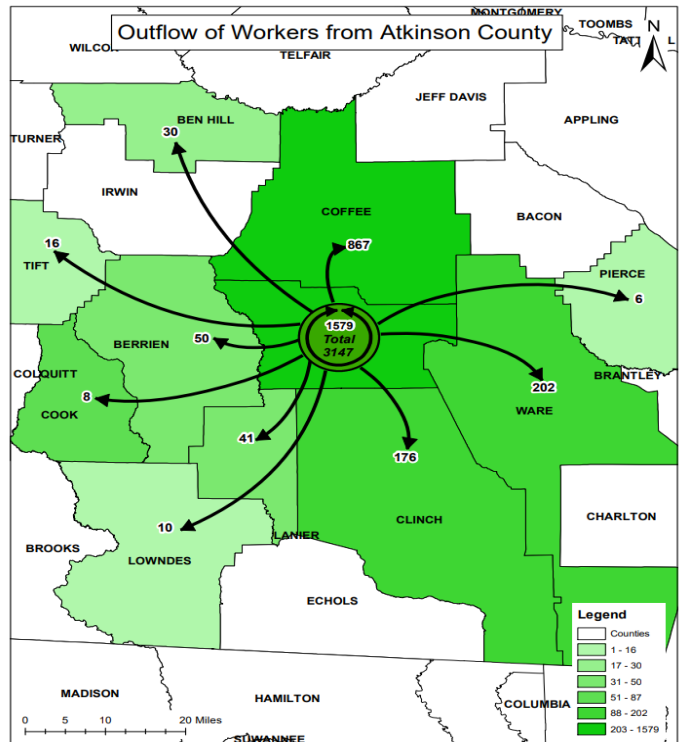 MONTGOMERY
Outflow of Workers from Atkinson County
TOOMBS
N
WILCOX
TELFAIR
JEFF DAVIS
APPLING
BEN HILL
30
TURNER
IRWIN
COFFEE
BACON
867
16
TIFT
PIERCE
6
1579
Total
3147
50
BERRIEN
COLQUITT
8
COOK
BRANTLEY
202
WARE
41
176
10
CLINCH
CHARLTON
LANIER
BROOKS
LOWNDES
ECHOLS
Legend
Counties
1 - 16
17 - 30
31 - 50
51 - 87
88 - 202
203 - 1579
MADISON
HAMILTON
COLUMBIA
0 5 10 20 Miles
SUWANNEE